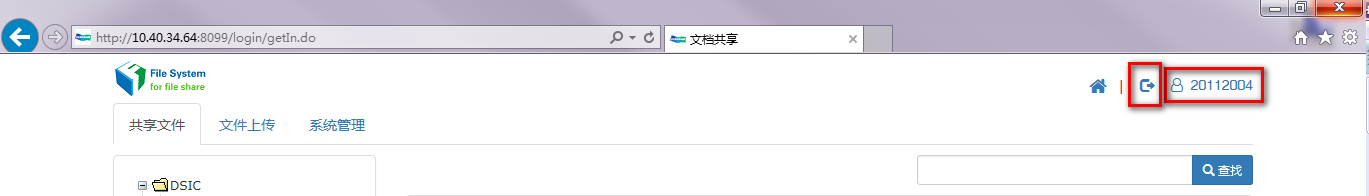 http://10.40.34.64:8099/login/getIn.do
文档共享
File System
for file share
| 20112004
共享文件 文件上传 系统管理
查找
DSIC